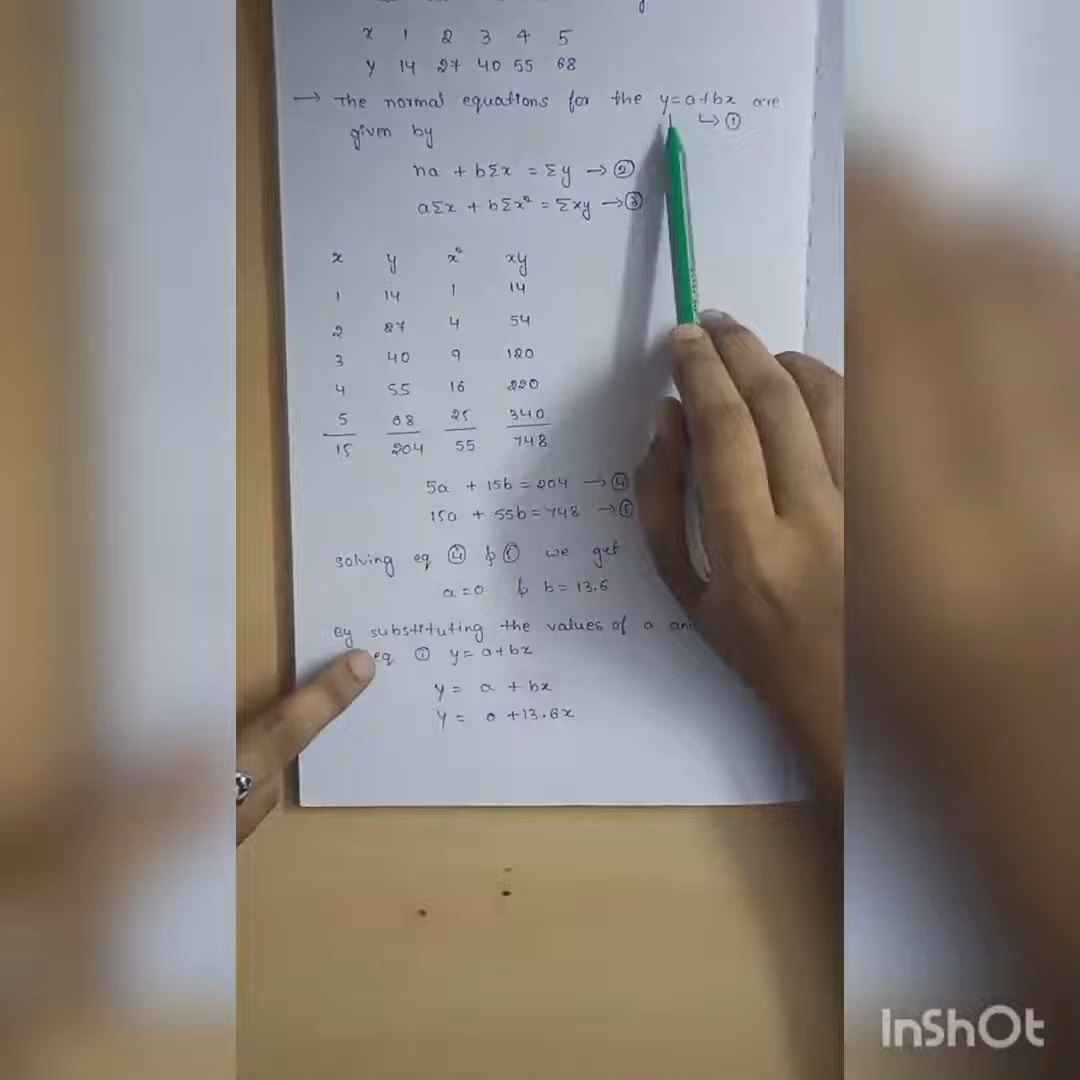 x 1 2 3 4 5
y 14 27 40 55 68
→ The normal equations for the y=a+bx are
↳ ①
given by
na + bΣx = Σy → ②
aΣx + bΣx² = Σxy → ③
x y x² xy
1 14 1 14
2 27 4 54
3 40 9 120
4 55 16 220
5 68 25 340
15 204 55 748
5a + 15b = 204 → ④
15a + 55b = 748 → ⑤
solving eq ④ & ⑤ we get
a = 0 & b = 13.6
By substituting the values of a
eq ① y = a + bx
y = a + bx
y = 0 + 13.6x
InShOt